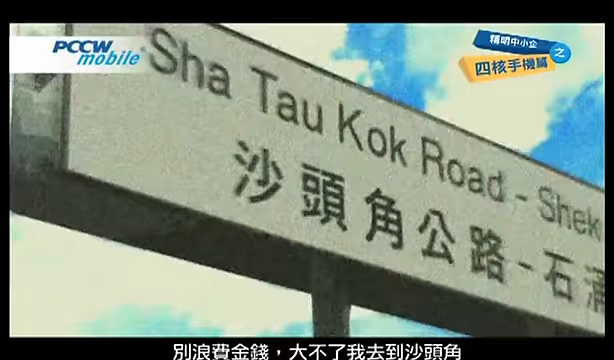 PCCW
mobile
精明中小企
之
四核手機篇
Sha Tau Kok Road - Shek
沙頭角公路 - 石涌
別浪費金錢，大不了我去到沙頭角